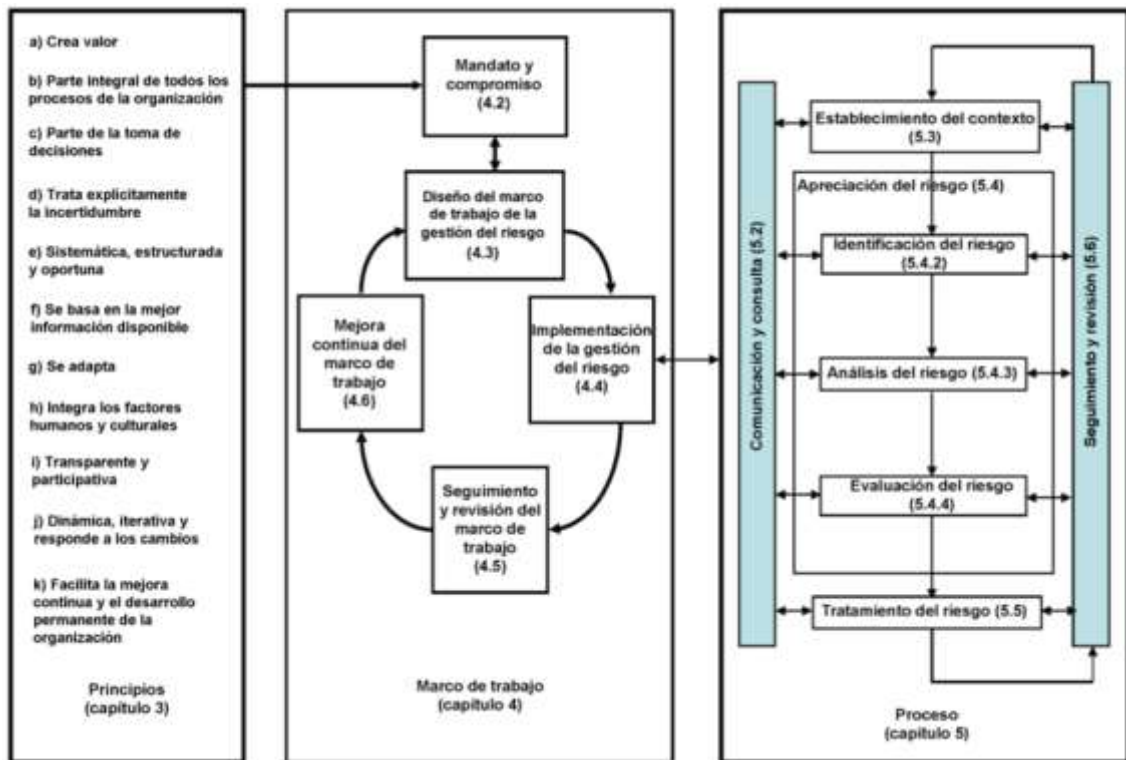 a) Crea valor
b) Parte integral de todos los
procesos de la organización
c) Parte de la toma de
decisiones
d) Trata explícitamente
la incertidumbre
e) Sistemática, estructurada
y oportuna
f) Se basa en la mejor
información disponible
g) Se adapta
h) Integra los factores
humanos y culturales
i) Transparente y
participativa
j) Dinámica, iterativa y
responde a los cambios
k) Facilita la mejora
continua y el desarrollo
permanente de la
organización
Principios
(capítulo 3)
Mandato y
compromiso
(4.2)
Diseño del marco
de trabajo de la
gestión del riesgo
(4.3)
Mejora
continua del
marco de
trabajo
(4.6)
Implementación
de la gestión
del riesgo
(4.4)
Seguimiento
y revisión del
marco de
trabajo
(4.5)
Marco de trabajo
(capítulo 4)
Comunicación y consulta (5.2)
Establecimiento del contexto
(5.3)
Apreciación del riesgo (5.4)
Identificación del riesgo
(5.4.2)
Análisis del riesgo (5.4.3)
Evaluación del riesgo
(5.4.4)
Tratamiento del riesgo (5.5)
Seguimiento y revisión (5.6)
Proceso
(capítulo 5)